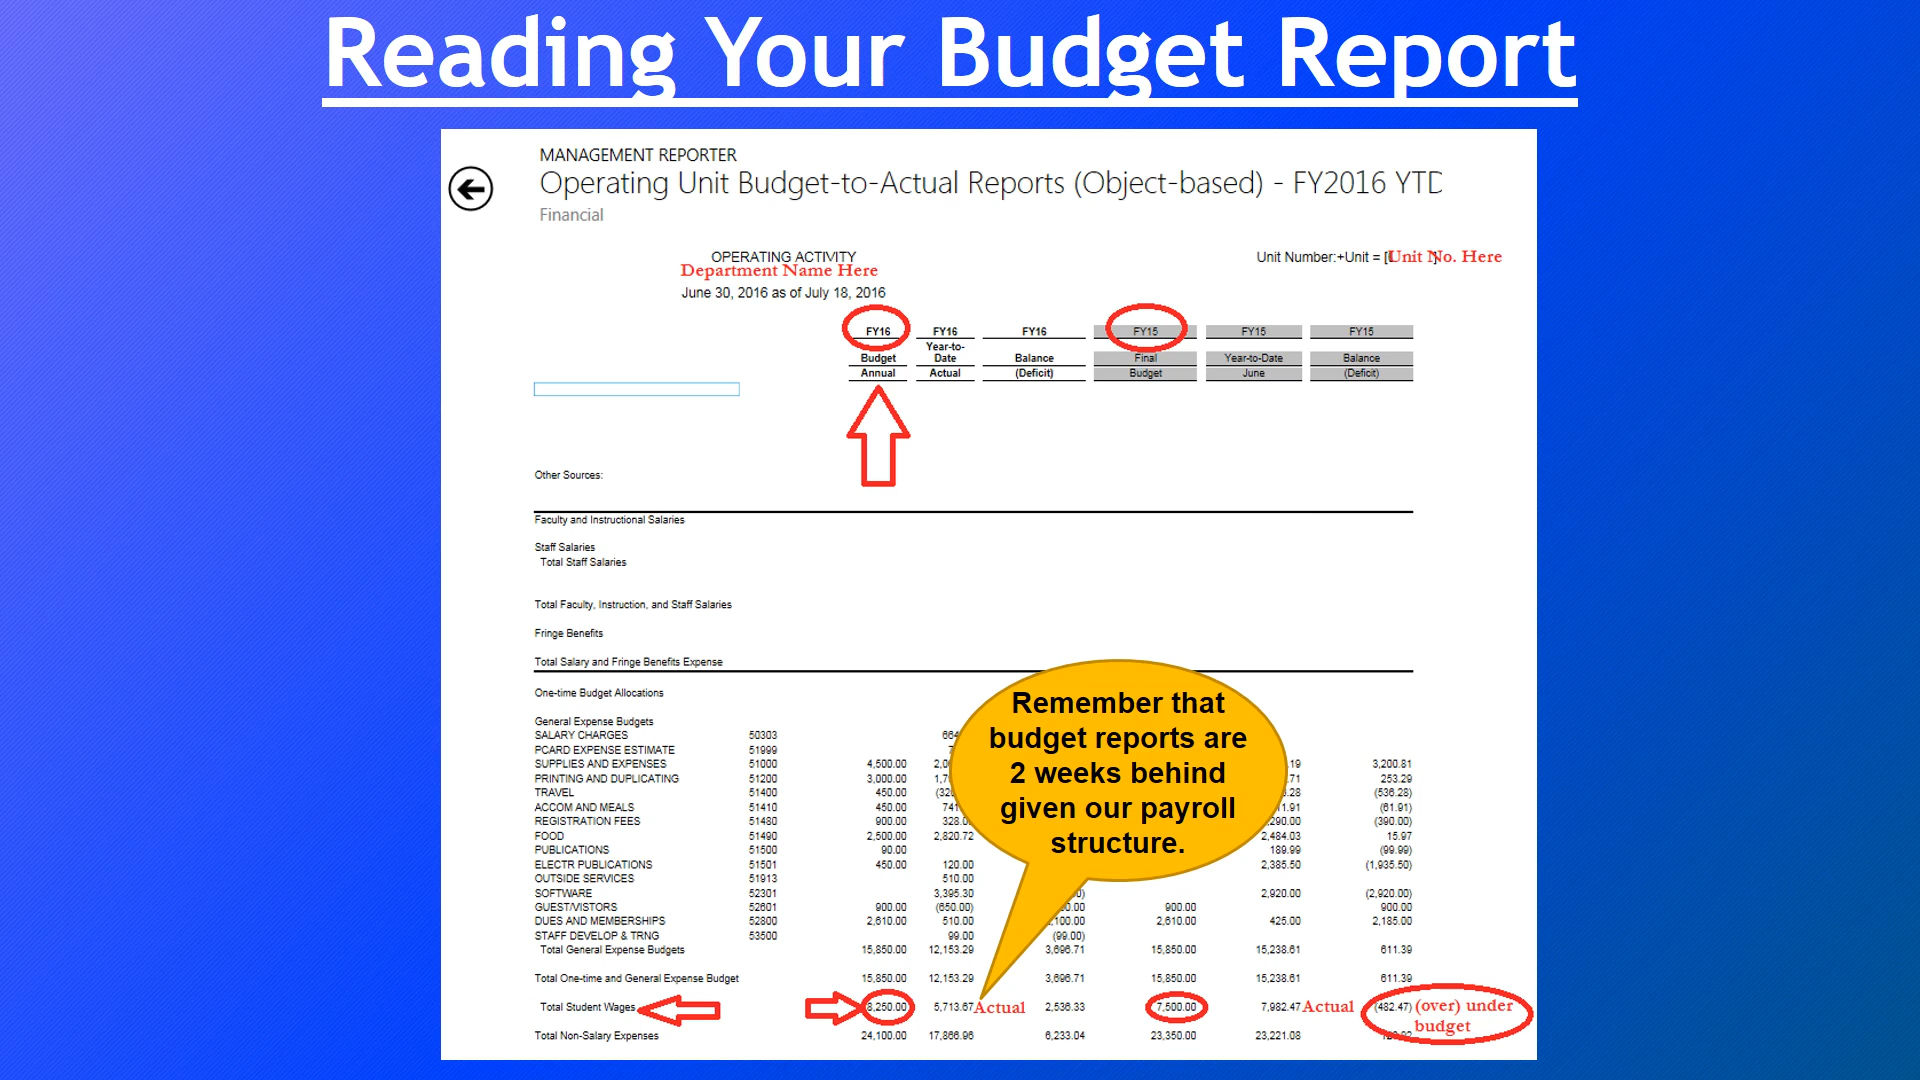 Reading Your Budget Report
MANAGEMENT REPORTER
Operating Unit Budget-to-Actual Reports (Object-based) - FY2016 YTD
Financial
OPERATING ACTIVITY
Unit Number:+Unit = [ Unit No. Here ]
Department Name Here
June 30, 2016 as of July 18, 2016
FY16 FY16 FY16 FY15 FY15 FY15
Year-to-
Budget Date Balance Final Year-to-Date Balance
Annual Actual (Deficit) Budget June (Deficit)
Other Sources:
Faculty and Instructional Salaries
Staff Salaries
Total Staff Salaries
Total Faculty, Instruction, and Staff Salaries
Fringe Benefits
Total Salary and Fringe Benefits Expense
One-time Budget Allocations
General Expense Budgets
SALARY CHARGES 50303
PCARD EXPENSE ESTIMATE 51999
SUPPLIES AND EXPENSES 51000 4,500.00 3,200.81
PRINTING AND DUPLICATING 51200 3,000.00 253.29
TRAVEL 51400 450.00 (536.28)
ACCOM AND MEALS 51410 450.00 (61.91)
REGISTRATION FEES 51480 900.00 (390.00)
FOOD 51490 2,500.00 2,820.72 2,484.03 15.97
PUBLICATIONS 51500 90.00 189.99 (99.99)
ELECTR PUBLICATIONS 51501 450.00 120.00 2,385.50 (1,935.50)
OUTSIDE SERVICES 51913 510.00
SOFTWARE 52301 3,395.30 2,920.00 (2,920.00)
GUEST/VISTORS 52601 900.00 (650.00) 900.00 900.00
DUES AND MEMBERSHIPS 52800 2,610.00 510.00 2,610.00 425.00 2,185.00
STAFF DEVELOP & TRNG 53500 99.00 (99.00)
Total General Expense Budgets 15,850.00 12,153.29 3,696.71 15,850.00 15,238.61 611.39
Total One-time and General Expense Budget 15,850.00 12,153.29 3,696.71 15,850.00 15,238.61 611.39
Total Student Wages 8,250.00 5,713.67 Actual 2,536.33 7,500.00 7,982.47 Actual (482.47) (over) under
budget
Total Non-Salary Expenses 24,100.00 17,866.96 6,233.04 23,350.00 23,221.08
Remember that
budget reports are
2 weeks behind
given our payroll
structure.